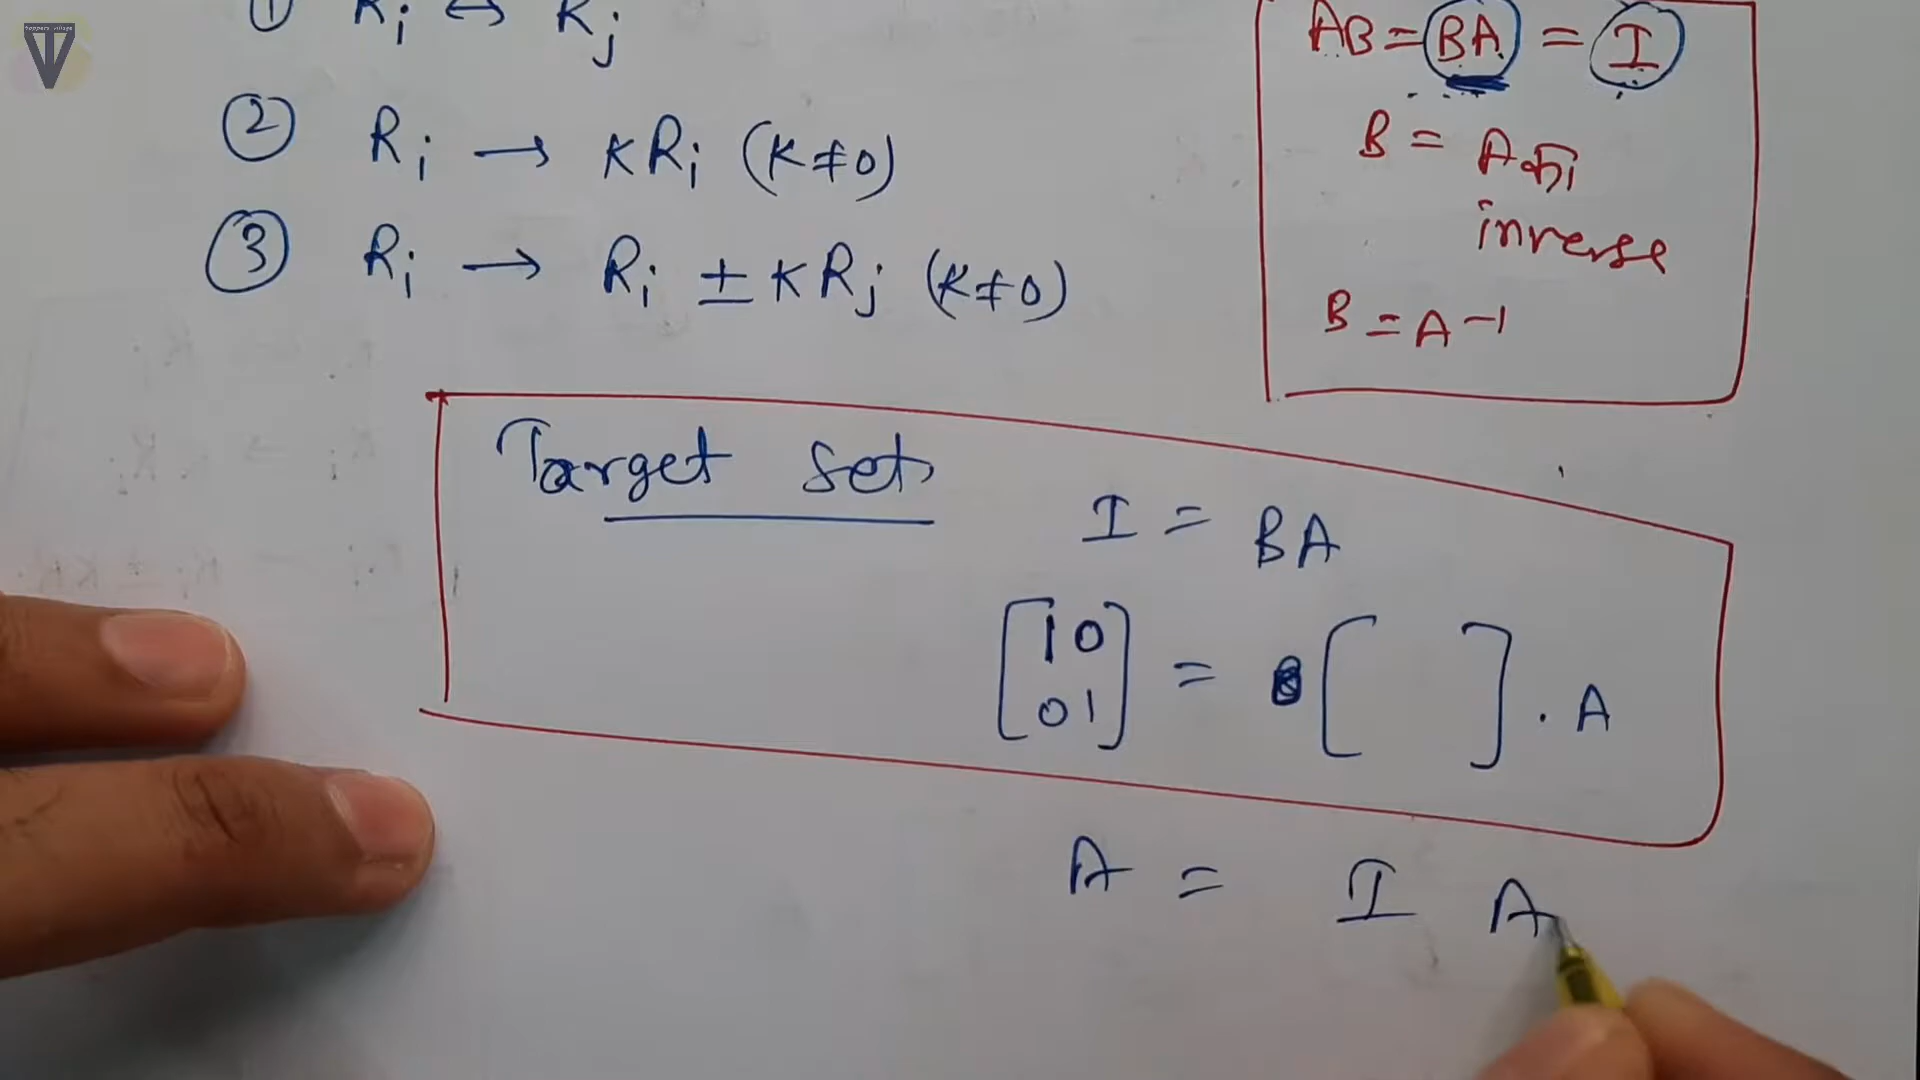 ① Ri ↔ Rj
② Ri → KRi (K≠0)
③ Ri → Ri ± KRj (K≠0)
AB = BA = I
B = A का
inverse
B = A⁻¹
Target set
I = BA
[1 0
0 1] = [ ] . A
A = I A